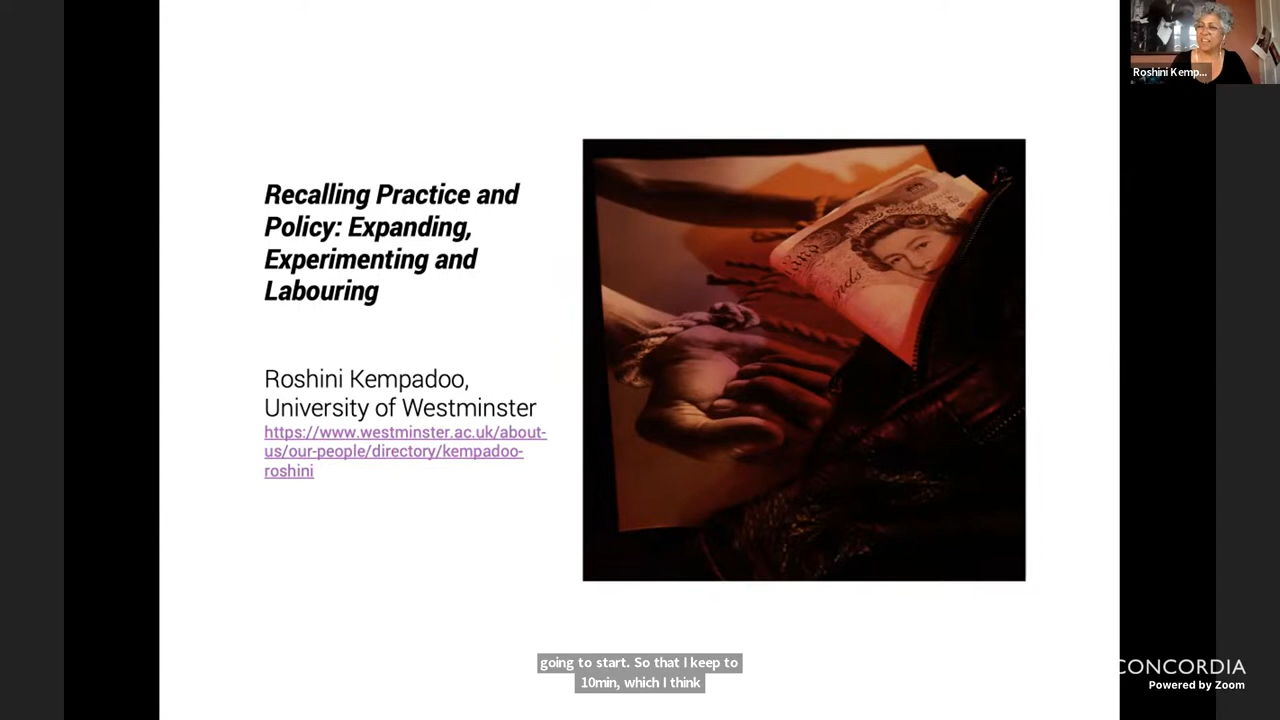 Roshini Kemp...
Recalling Practice and
Policy: Expanding,
Experimenting and
Labouring
Roshini Kempadoo,
University of Westminster
https://www.westminster.ac.uk/about-
us/our-people/directory/kempadoo-
roshini
going to start. So that I keep to
10min, which I think
CONCORDIA
Powered by Zoom